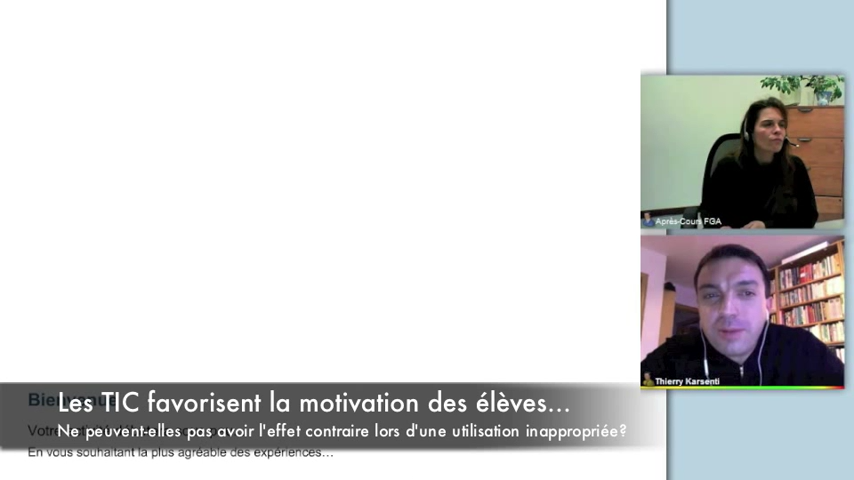 Après-Cours FGA
Thierry Karsenti
Les TIC favorisent la motivation des élèves...
Ne peuvent-elles pas avoir l'effet contraire lors d'une utilisation inappropriée?
En vous souhaitant la plus agréable des expériences...